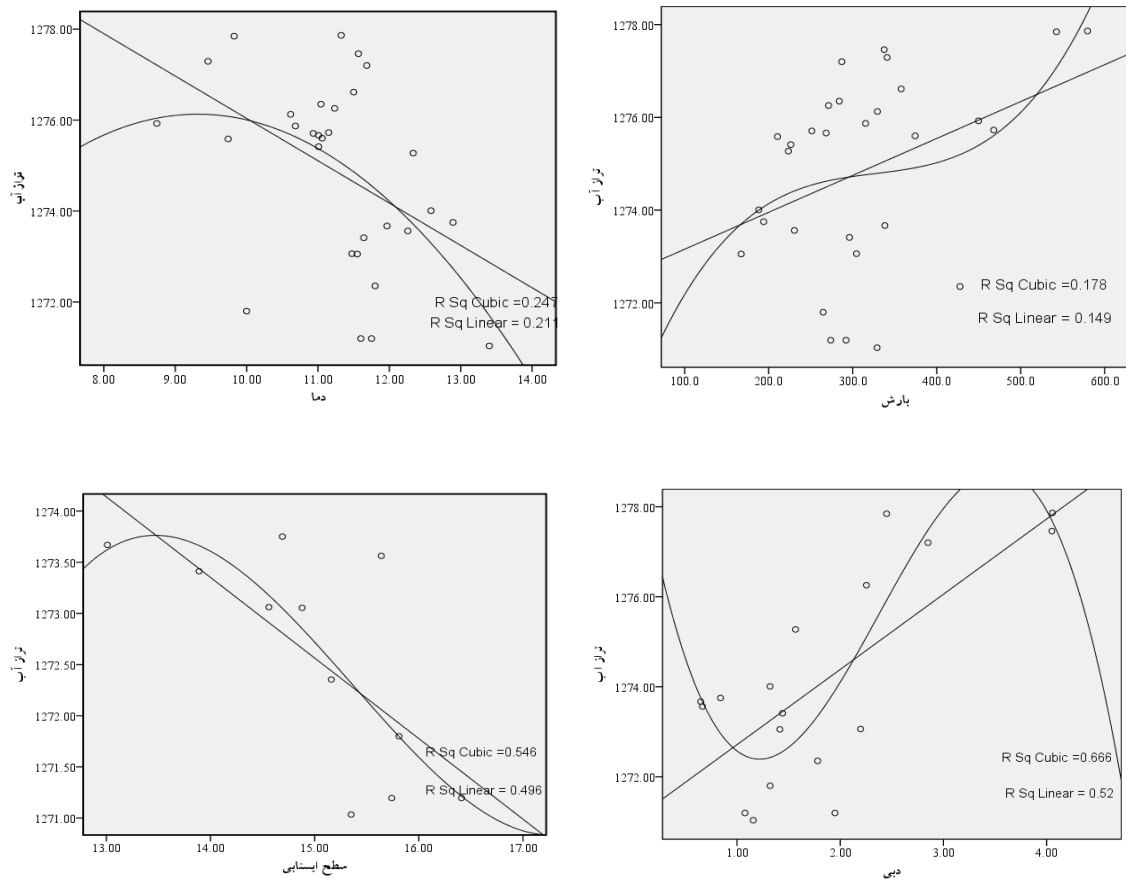 1278.00
1276.00
1274.00
1272.00
تراز آب
8.00 9.00 10.00 11.00 12.00 13.00 14.00
دما
R Sq Cubic =0.247
R Sq Linear = 0.211
1278.00
1276.00
1274.00
1272.00
تراز آب
100.0 200.0 300.0 400.0 500.0 600.0
بارش
R Sq Cubic =0.178
R Sq Linear = 0.149
1274.00
1273.50
1273.00
1272.50
1272.00
1271.50
1271.00
تراز آب
13.00 14.00 15.00 16.00 17.00
سطح ایستابی
R Sq Cubic =0.546
R Sq Linear = 0.496
1278.00
1276.00
1274.00
1272.00
تراز اب
1.00 2.00 3.00 4.00
دبی
R Sq Cubic =0.666
R Sq Linear = 0.52